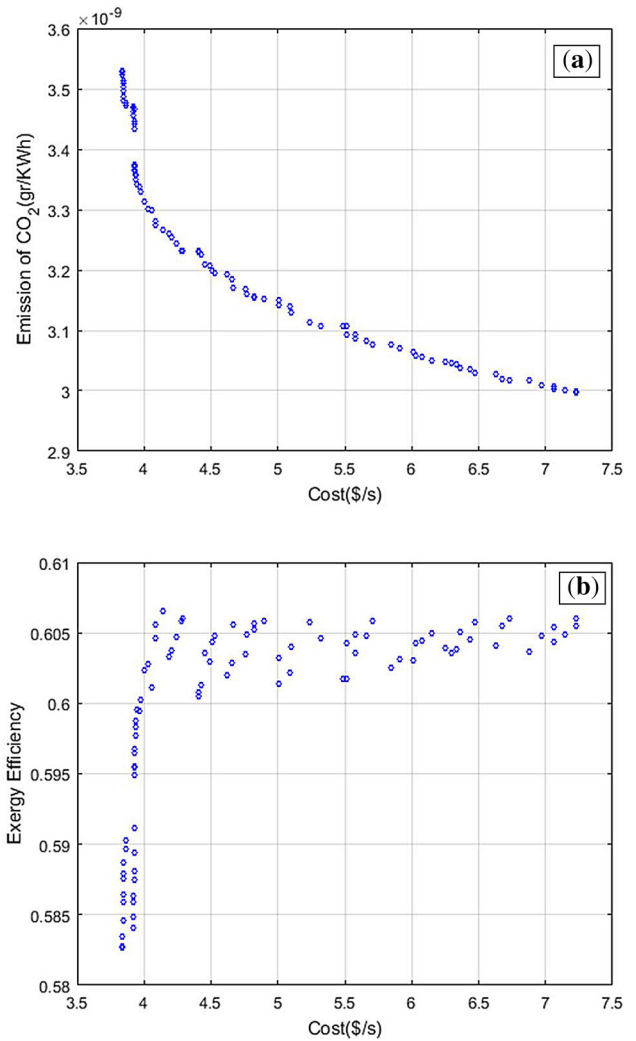 ×10⁻⁹
3.6
(a)
3.5
3.4
3.3
3.2
3.1
3
2.9
Emission of CO₂(gr/KWh)
3.5 4 4.5 5 5.5 6 6.5 7 7.5
Cost($/s)
0.61
(b)
0.605
0.6
0.595
0.59
0.585
0.58
Exergy Efficiency
3.5 4 4.5 5 5.5 6 6.5 7 7.5
Cost($/s)